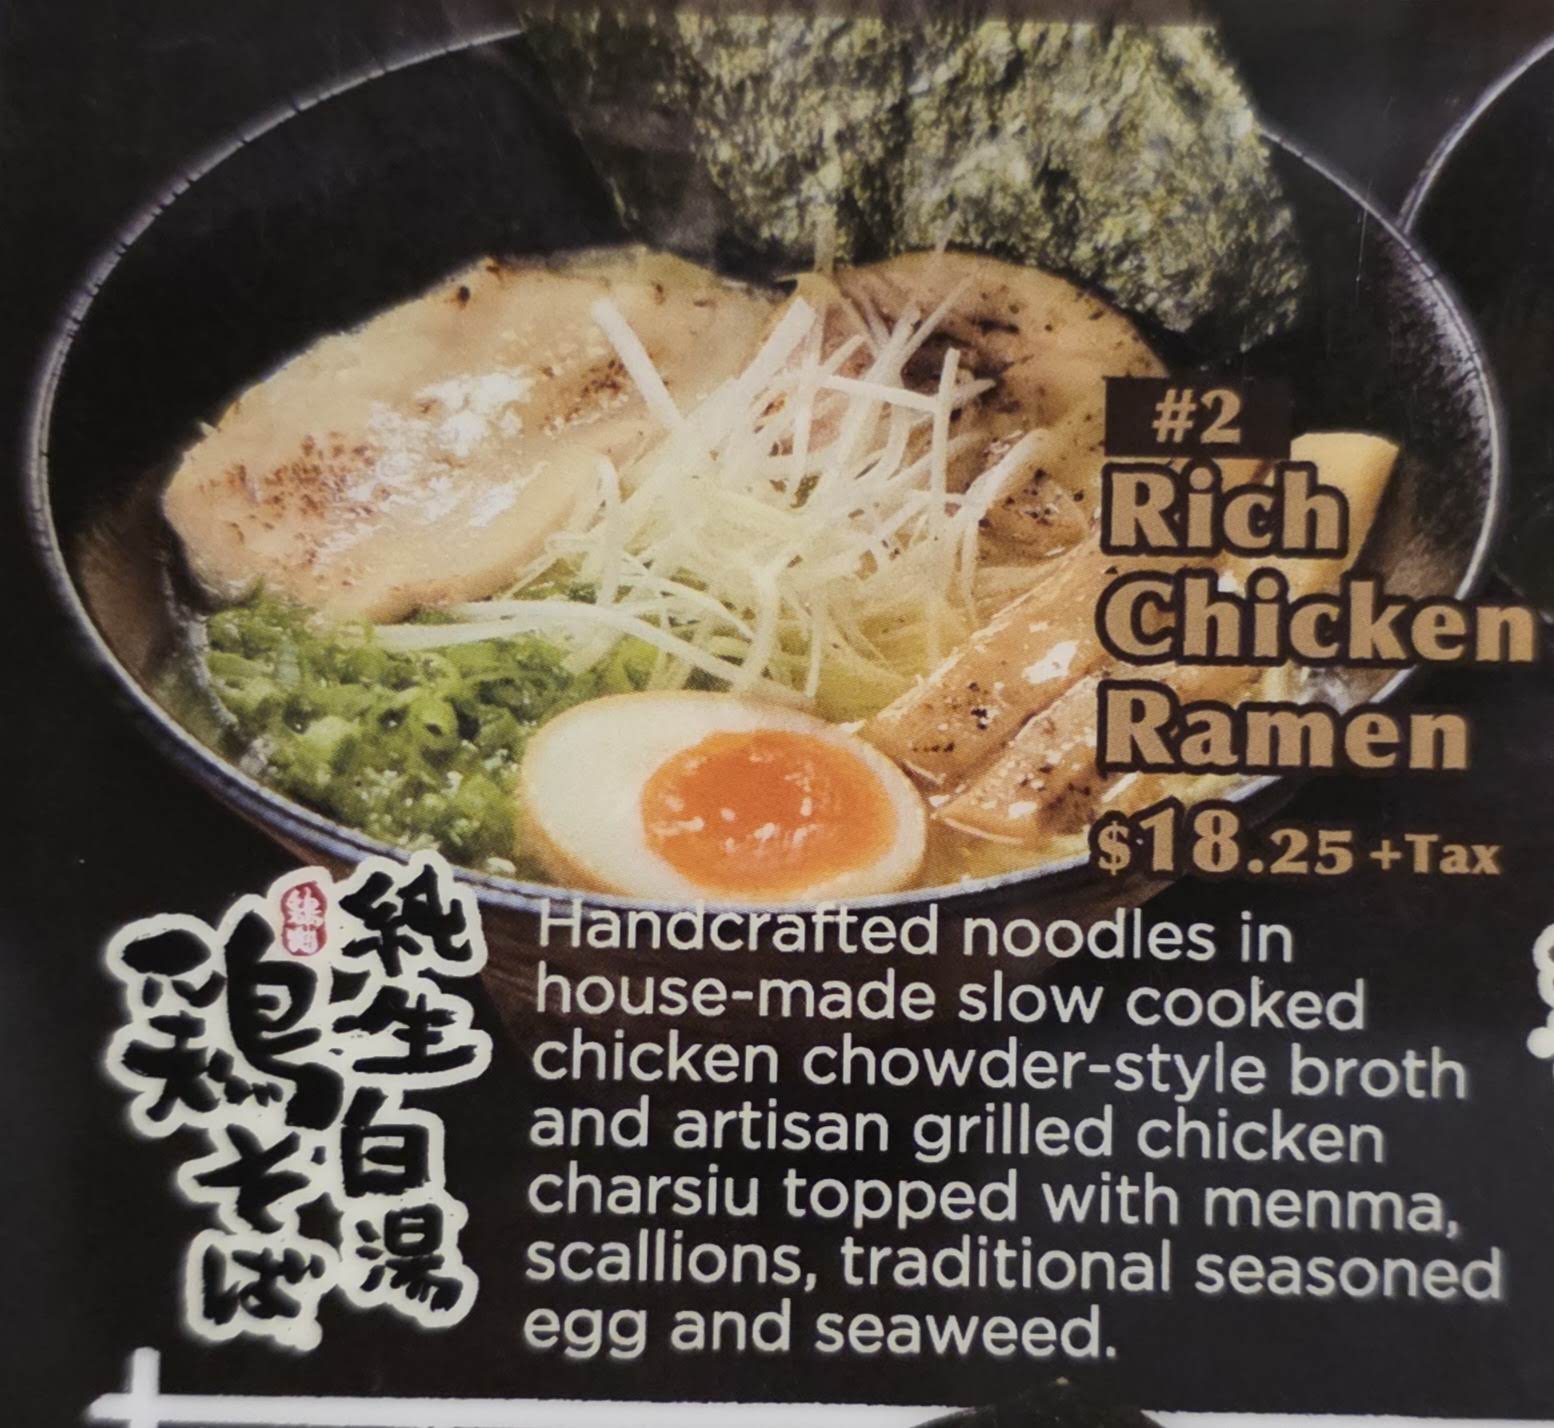 #2
Rich
Chicken
Ramen
$18.25 +Tax
純生白湯
鶏そば
Handcrafted noodles in
house-made slow cooked
chicken chowder-style broth
and artisan grilled chicken
charsiu topped with menma,
scallions, traditional seasoned
egg and seaweed.